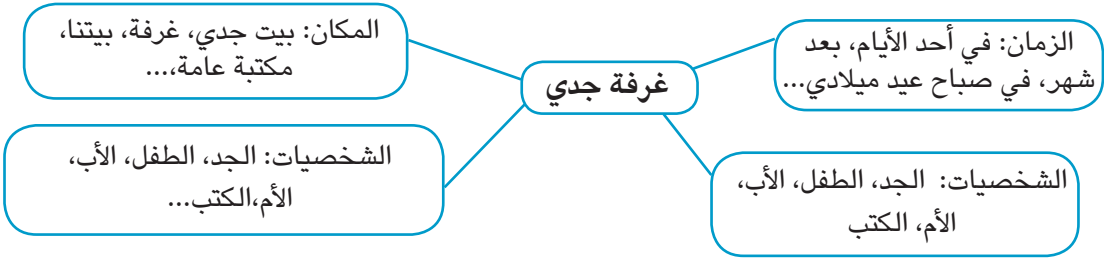 الزمان: في أحد الأيام، بعد
شهر، في صباح عيد ميلادي...
المكان: بيت جدي، غرفة، بيتنا،
مكتبة عامة،...
غرفة جدي
الشخصيات: الجد، الطفل، الأب،
الأم، الكتب
الشخصيات: الجد، الطفل، الأب،
الأم،الكتب...